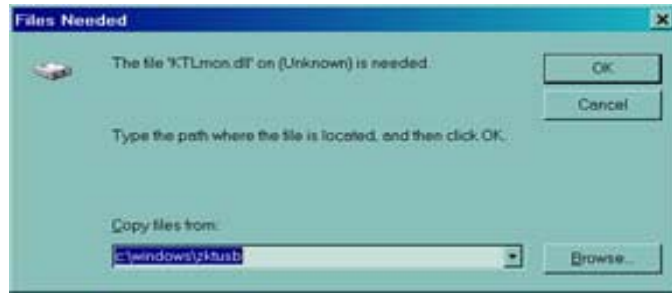 Files Needed
The file 'KTLmon.dll' on (Unknown) is needed.
OK
Cancel
Type the path where the file is located, and then click OK.
Copy files from:
c:\windows\zktusb
Browse...